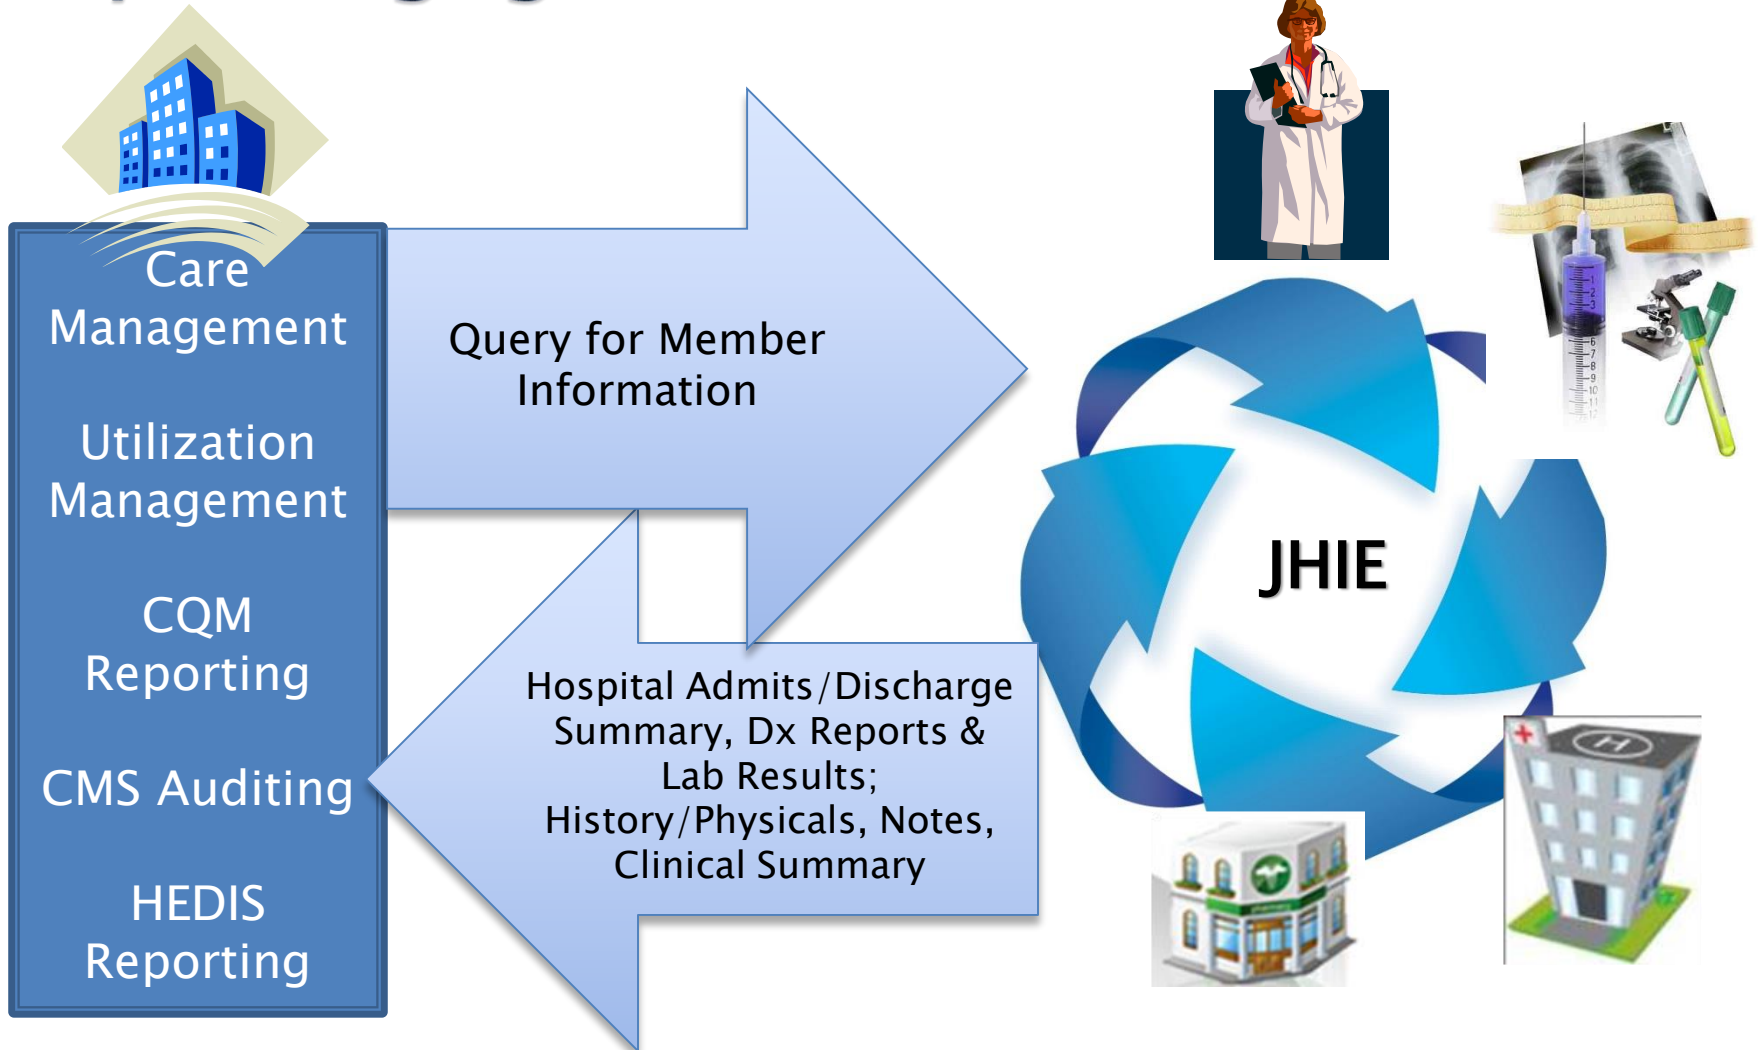 Care
Management
Utilization
Management
CQM
Reporting
CMS Auditing
HEDIS
Reporting
Query for Member
Information
Hospital Admits/Discharge
Summary, Dx Reports &
Lab Results;
History/Physicals, Notes,
Clinical Summary
JHIE
H